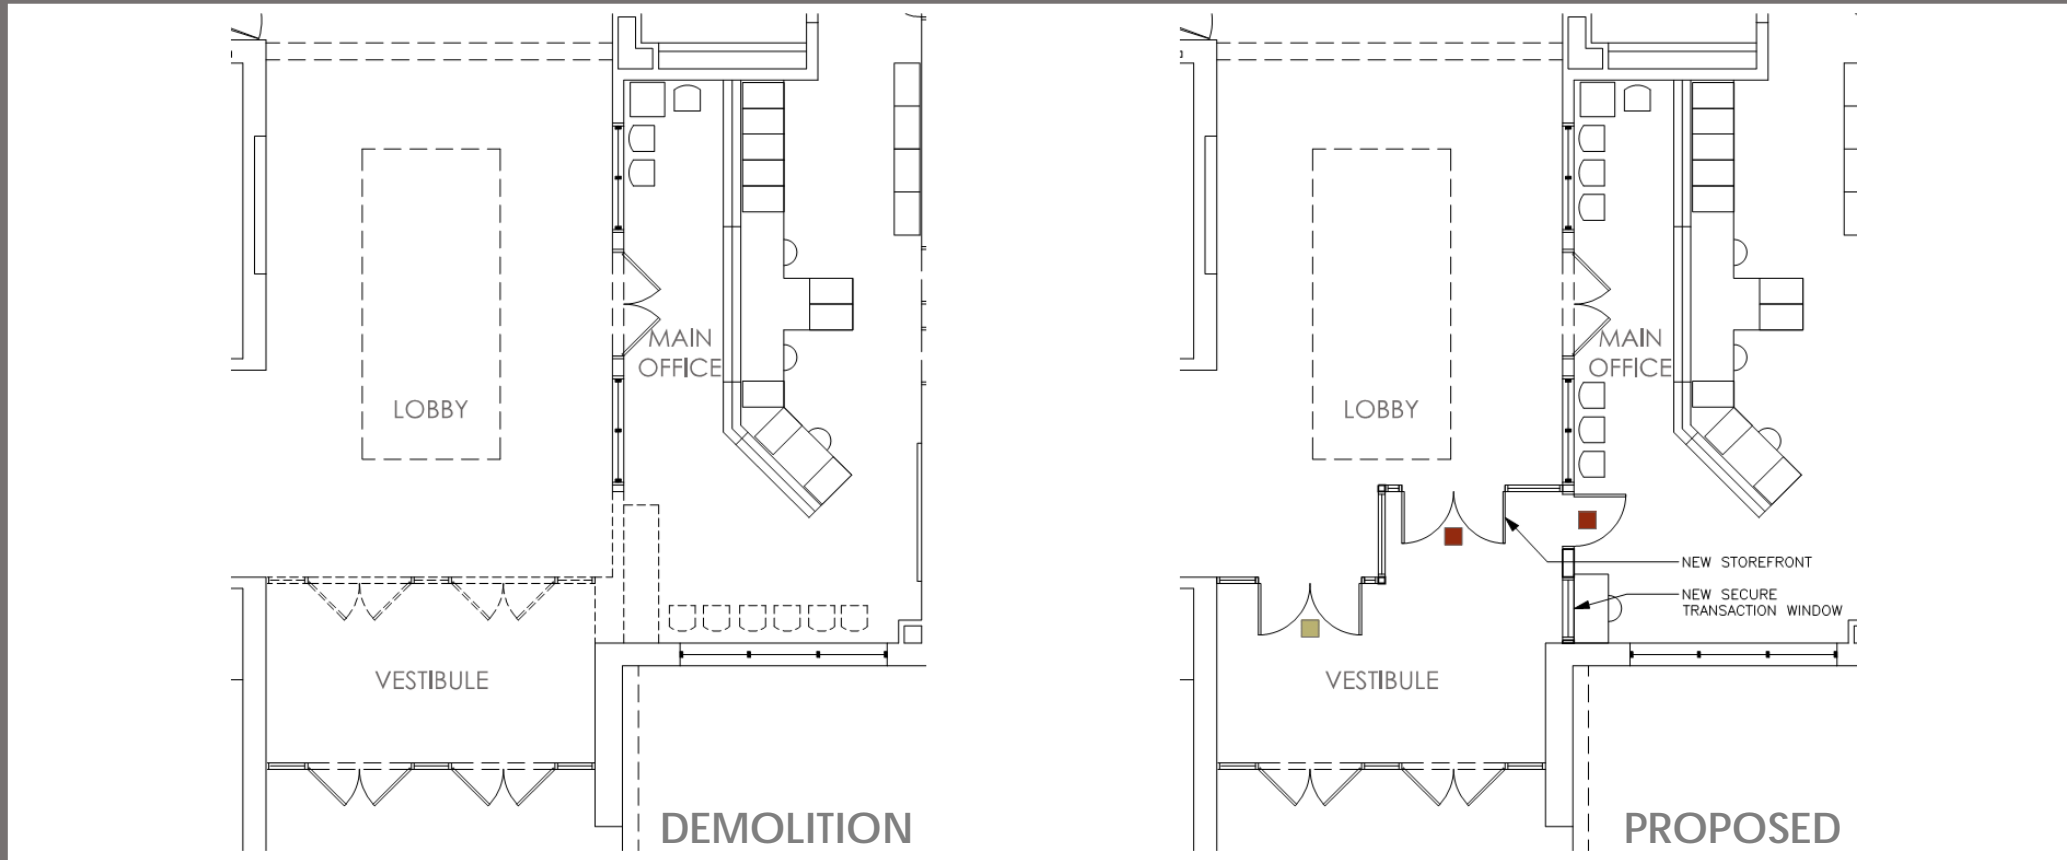 MAIN
OFFICE
LOBBY
VESTIBULE
DEMOLITION
MAIN
OFFICE
LOBBY
NEW STOREFRONT
NEW SECURE
TRANSACTION WINDOW
VESTIBULE
PROPOSED